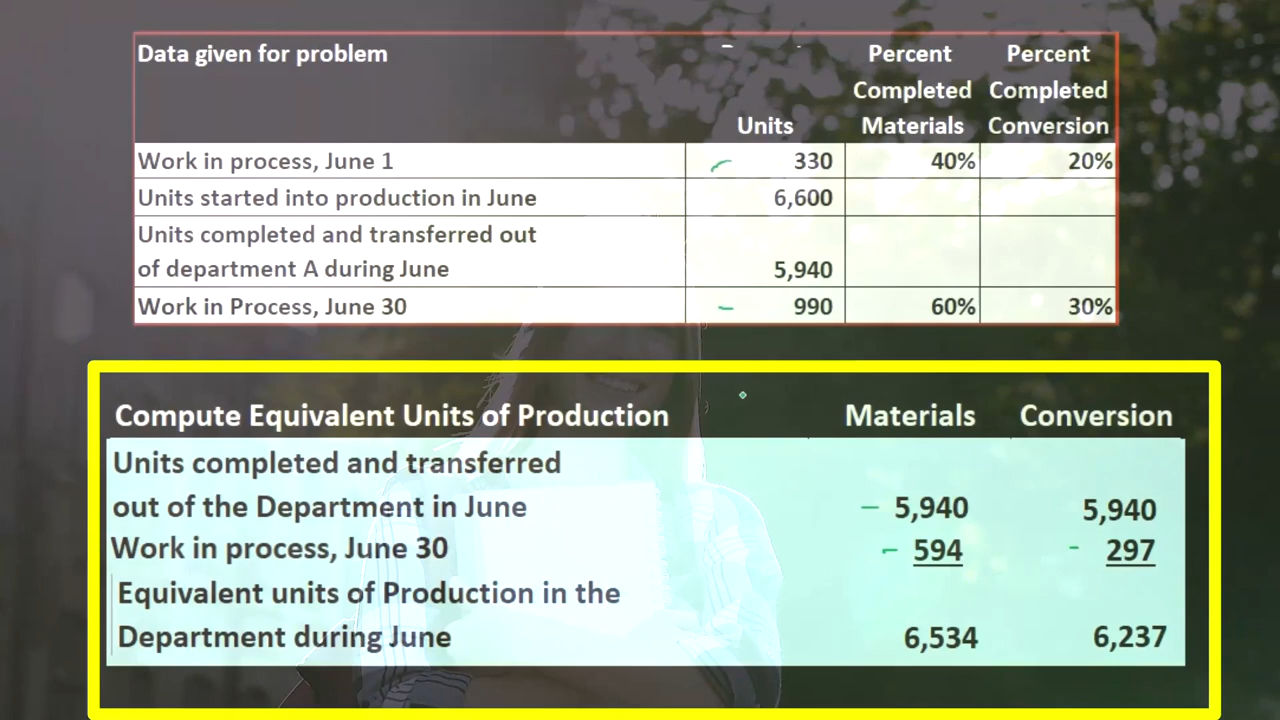 Data given for problem
Percent Percent
Completed Completed
Units Materials Conversion
Work in process, June 1 330 40% 20%
Units started into production in June 6,600
Units completed and transferred out
of department A during June 5,940
Work in Process, June 30 990 60% 30%
Compute Equivalent Units of Production Materials Conversion
Units completed and transferred
out of the Department in June 5,940 5,940
Work in process, June 30 594 297
Equivalent units of Production in the
Department during June 6,534 6,237